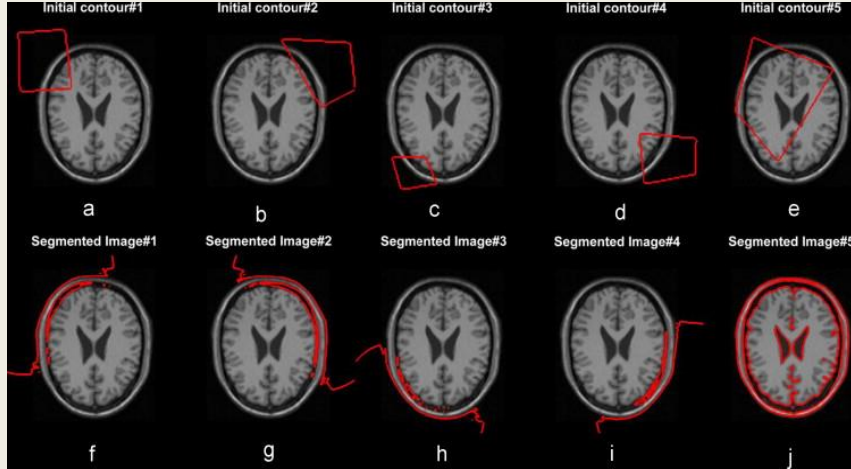 Initial contour#1 Initial contour#2 Initial contour#3 Initial contour#4 Initial contour#5
a b c d e
Segmented Image#1 Segmented Image#2 Segmented Image#3 Segmented Image#4 Segmented Image#5
f g h i j